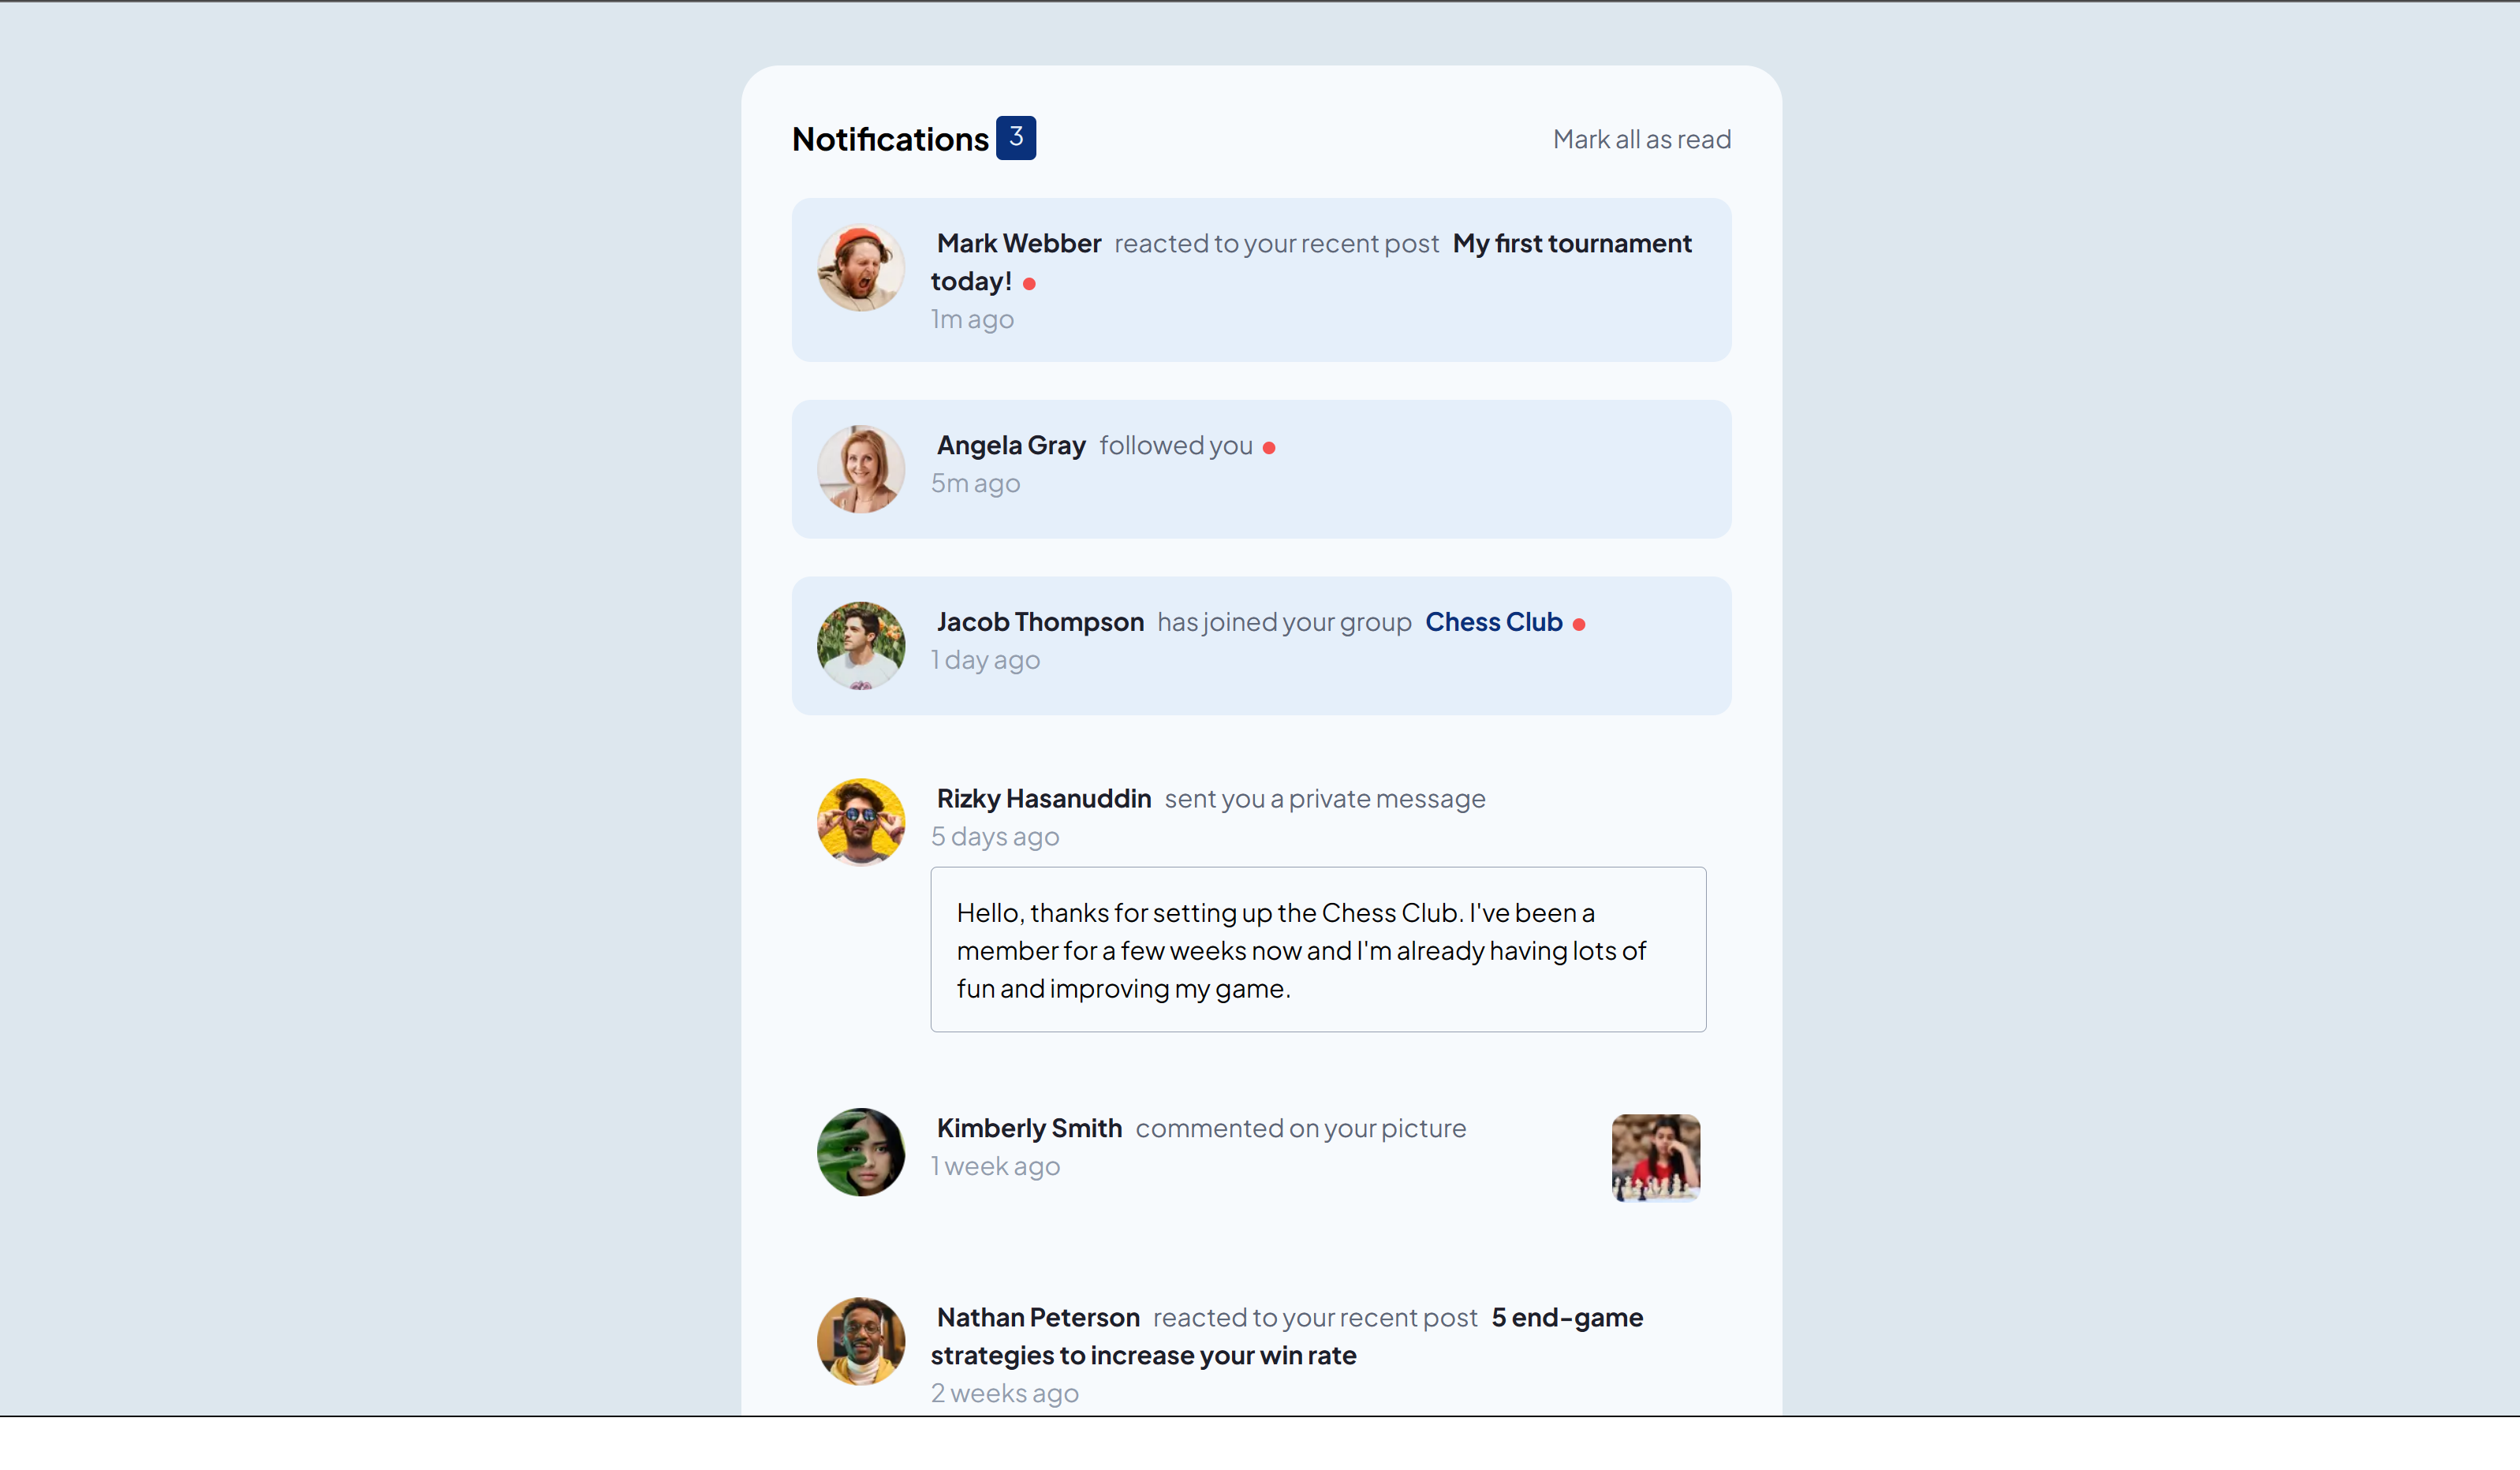 Notifications 3 Mark all as read
Mark Webber reacted to your recent post My first tournament
today!
1m ago
Angela Gray followed you
5m ago
Jacob Thompson has joined your group Chess Club
1 day ago
Rizky Hasanuddin sent you a private message
5 days ago
Hello, thanks for setting up the Chess Club. I've been a
member for a few weeks now and I'm already having lots of
fun and improving my game.
Kimberly Smith commented on your picture
1 week ago
Nathan Peterson reacted to your recent post 5 end-game
strategies to increase your win rate
2 weeks ago